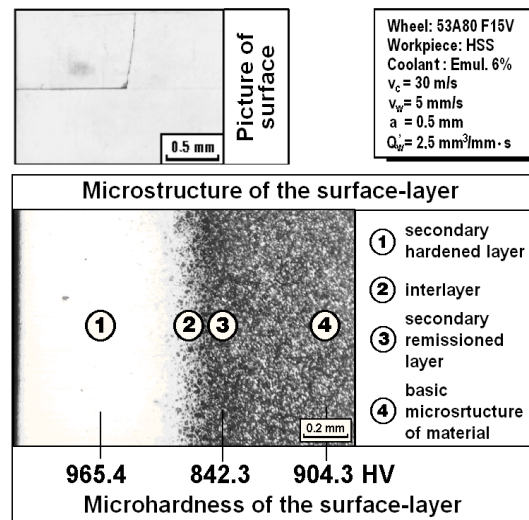 0.5 mm
Picture of
surface
Wheel: 53A80 F15V
Workpiece: HSS
Coolant : Emul. 6%
v꜀ = 30 m/s
v_w = 5 mm/s
a = 0.5 mm
Q'_w = 2.5 mm³/mm · s
Microstructure of the surface-layer
1 2 3 4
0.2 mm
1 secondary
hardened layer
2 interlayer
3 secondary
remissioned
layer
4 basic
microsrtucture
of material
965.4 842.3 904.3 HV
Microhardness of the surface-layer